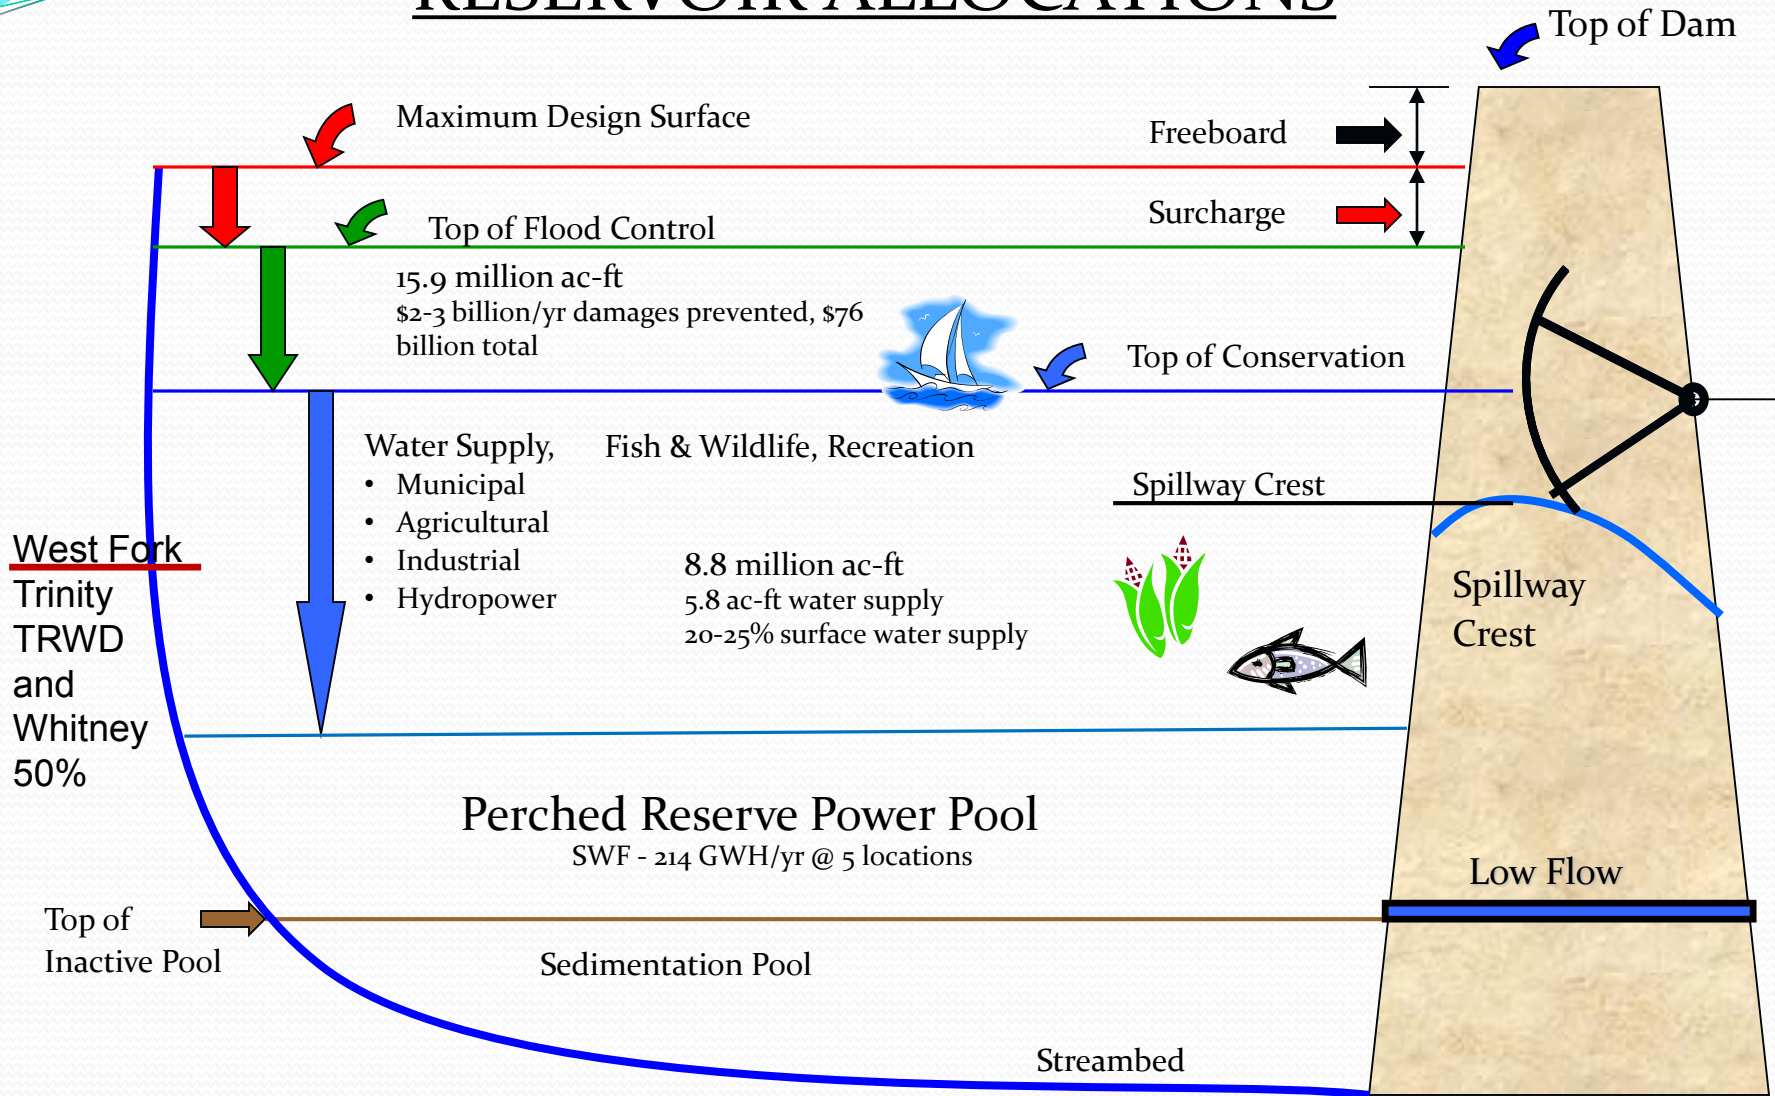 RESERVOIR ALLOCATIONS
Top of Dam
Maximum Design Surface
Freeboard
Surcharge
Top of Flood Control
15.9 million ac-ft
$2-3 billion/yr damages prevented, $76
billion total
Top of Conservation
Water Supply,
• Municipal
• Agricultural
• Industrial
• Hydropower
Fish & Wildlife, Recreation
Spillway Crest
8.8 million ac-ft
5.8 ac-ft water supply
20-25% surface water supply
Spillway
Crest
West Fork
Trinity
TRWD
and
Whitney
50%
Perched Reserve Power Pool
SWF - 214 GWH/yr @ 5 locations
Low Flow
Top of
Inactive Pool
Sedimentation Pool
Streambed